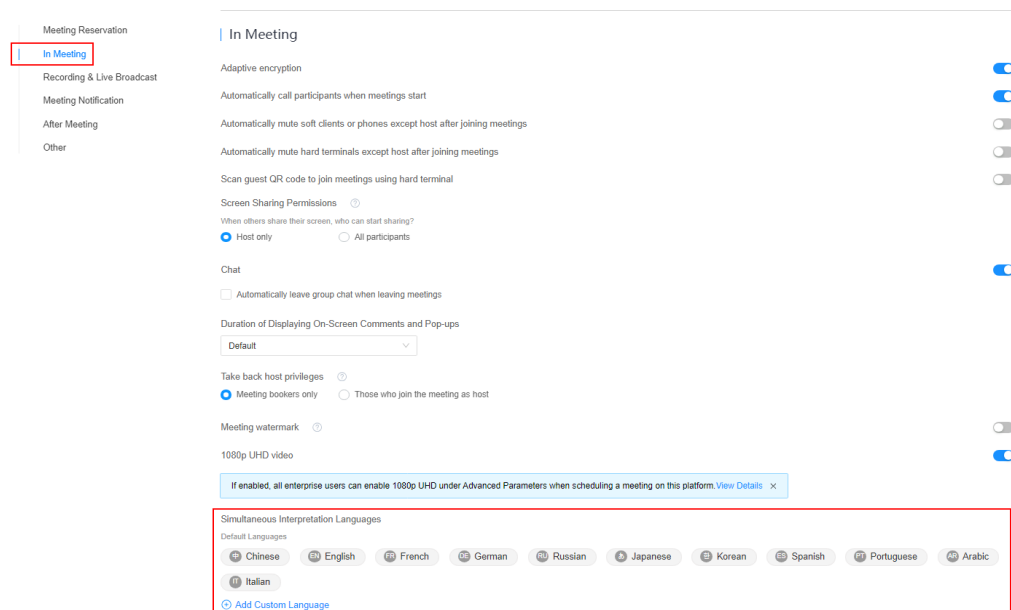 Meeting Reservation
In Meeting
Recording & Live Broadcast
Meeting Notification
After Meeting
Other
In Meeting
Adaptive encryption
Automatically call participants when meetings start
Automatically mute soft clients or phones except host after joining meetings
Automatically mute hard terminals except host after joining meetings
Scan guest QR code to join meetings using hard terminal
Screen Sharing Permissions ?
When others share their screen, who can start sharing?
Host only All participants
Chat
Automatically leave group chat when leaving meetings
Duration of Displaying On-Screen Comments and Pop-ups
Default
Take back host privileges ?
Meeting bookers only Those who join the meeting as host
Meeting watermark ?
1080p UHD video
If enabled, all enterprise users can enable 1080p UHD under Advanced Parameters when scheduling a meeting on this platform.View Details ×
Simultaneous Interpretation Languages
Default Languages
中 Chinese EN English FR French DE German RU Russian あ Japanese Korean ES Spanish PT Portuguese AR Arabic
IT Italian
Add Custom Language